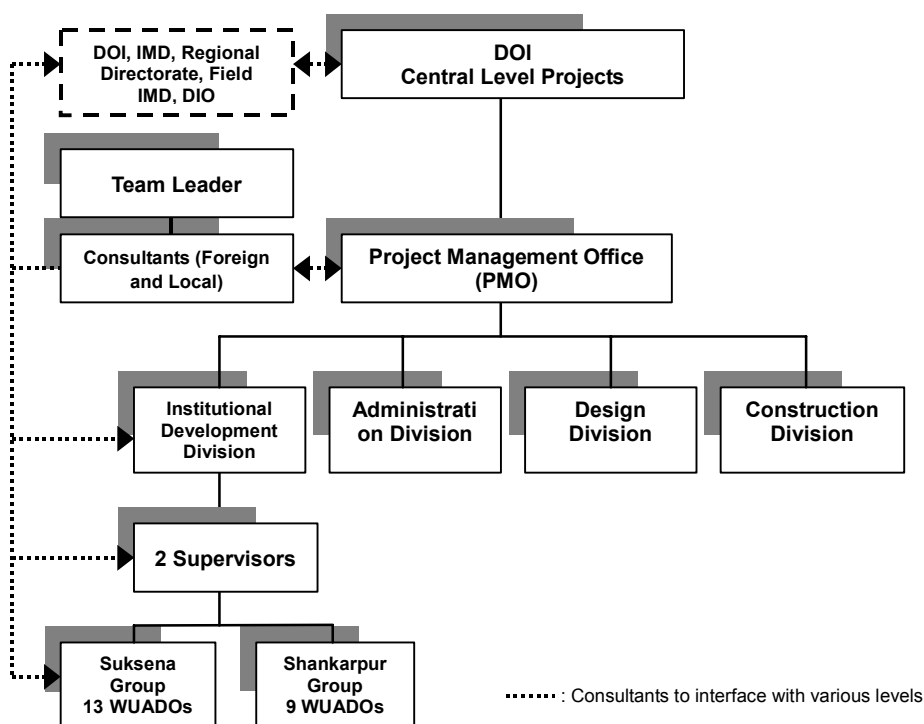 DOI, IMD, Regional
Directorate, Field
IMD, DIO
DOI
Central Level Projects
Team Leader
Consultants (Foreign
and Local)
Project Management Office
(PMO)
Institutional
Development
Division
Administrati
on Division
Design
Division
Construction
Division
2 Supervisors
Suksena
Group
13 WUADOs
Shankarpur
Group
9 WUADOs
: Consultants to interface with various levels